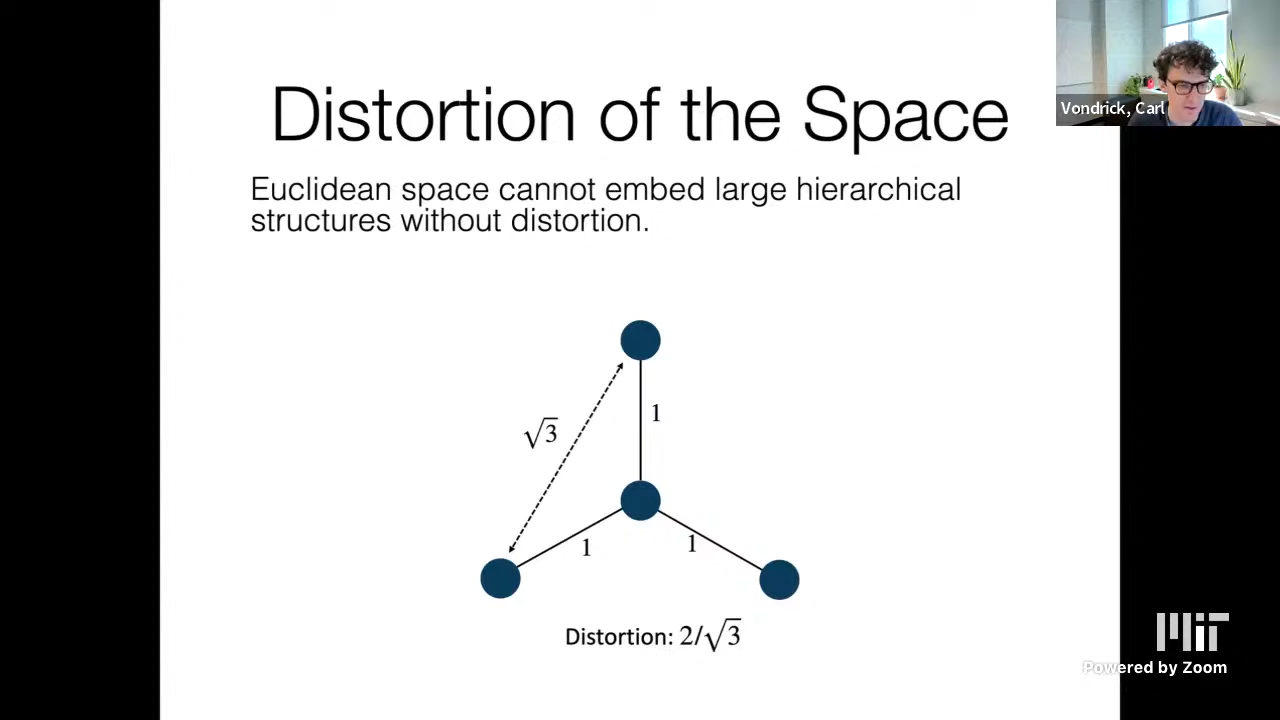 Distortion of the Space
Vondrick, Carl
Euclidean space cannot embed large hierarchical
structures without distortion.
√3
1
1
1
Distortion: 2/√3
MIT
Powered by Zoom